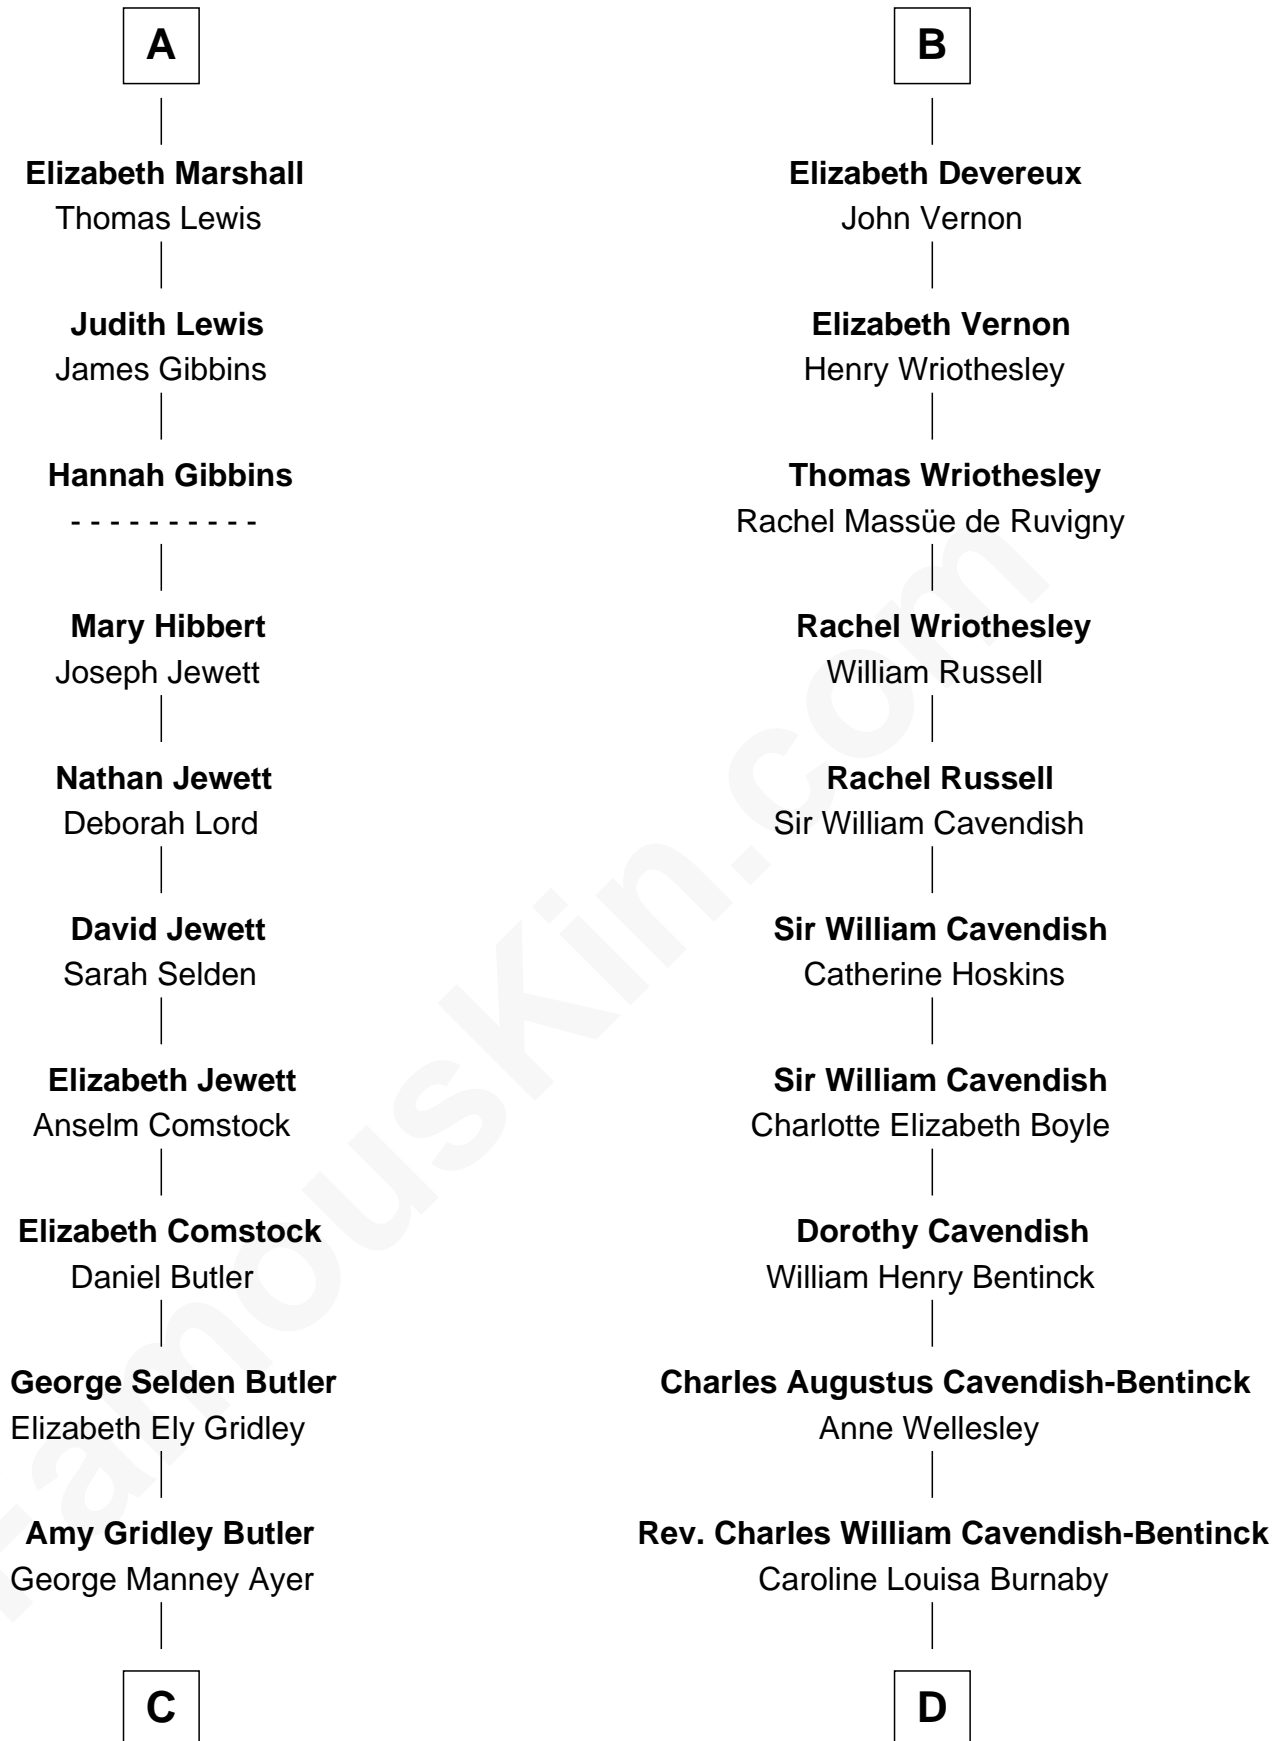 A
Elizabeth Marshall
Thomas Lewis
Judith Lewis
James Gibbins
Hannah Gibbins
- - - - - - - - - -
Mary Hibbert
Joseph Jewett
Nathan Jewett
Deborah Lord
David Jewett
Sarah Selden
Elizabeth Jewett
Anselm Comstock
Elizabeth Comstock
Daniel Butler
George Selden Butler
Elizabeth Ely Gridley
Amy Gridley Butler
George Manney Ayer
C
B
Elizabeth Devereux
John Vernon
Elizabeth Vernon
Henry Wriothesley
Thomas Wriothesley
Rachel Massüe de Ruvigny
Rachel Wriothesley
William Russell
Rachel Russell
Sir William Cavendish
Sir William Cavendish
Catherine Hoskins
Sir William Cavendish
Charlotte Elizabeth Boyle
Dorothy Cavendish
William Henry Bentinck
Charles Augustus Cavendish-Bentinck
Anne Wellesley
Rev. Charles William Cavendish-Bentinck
Caroline Louisa Burnaby
D
FamousKin.com